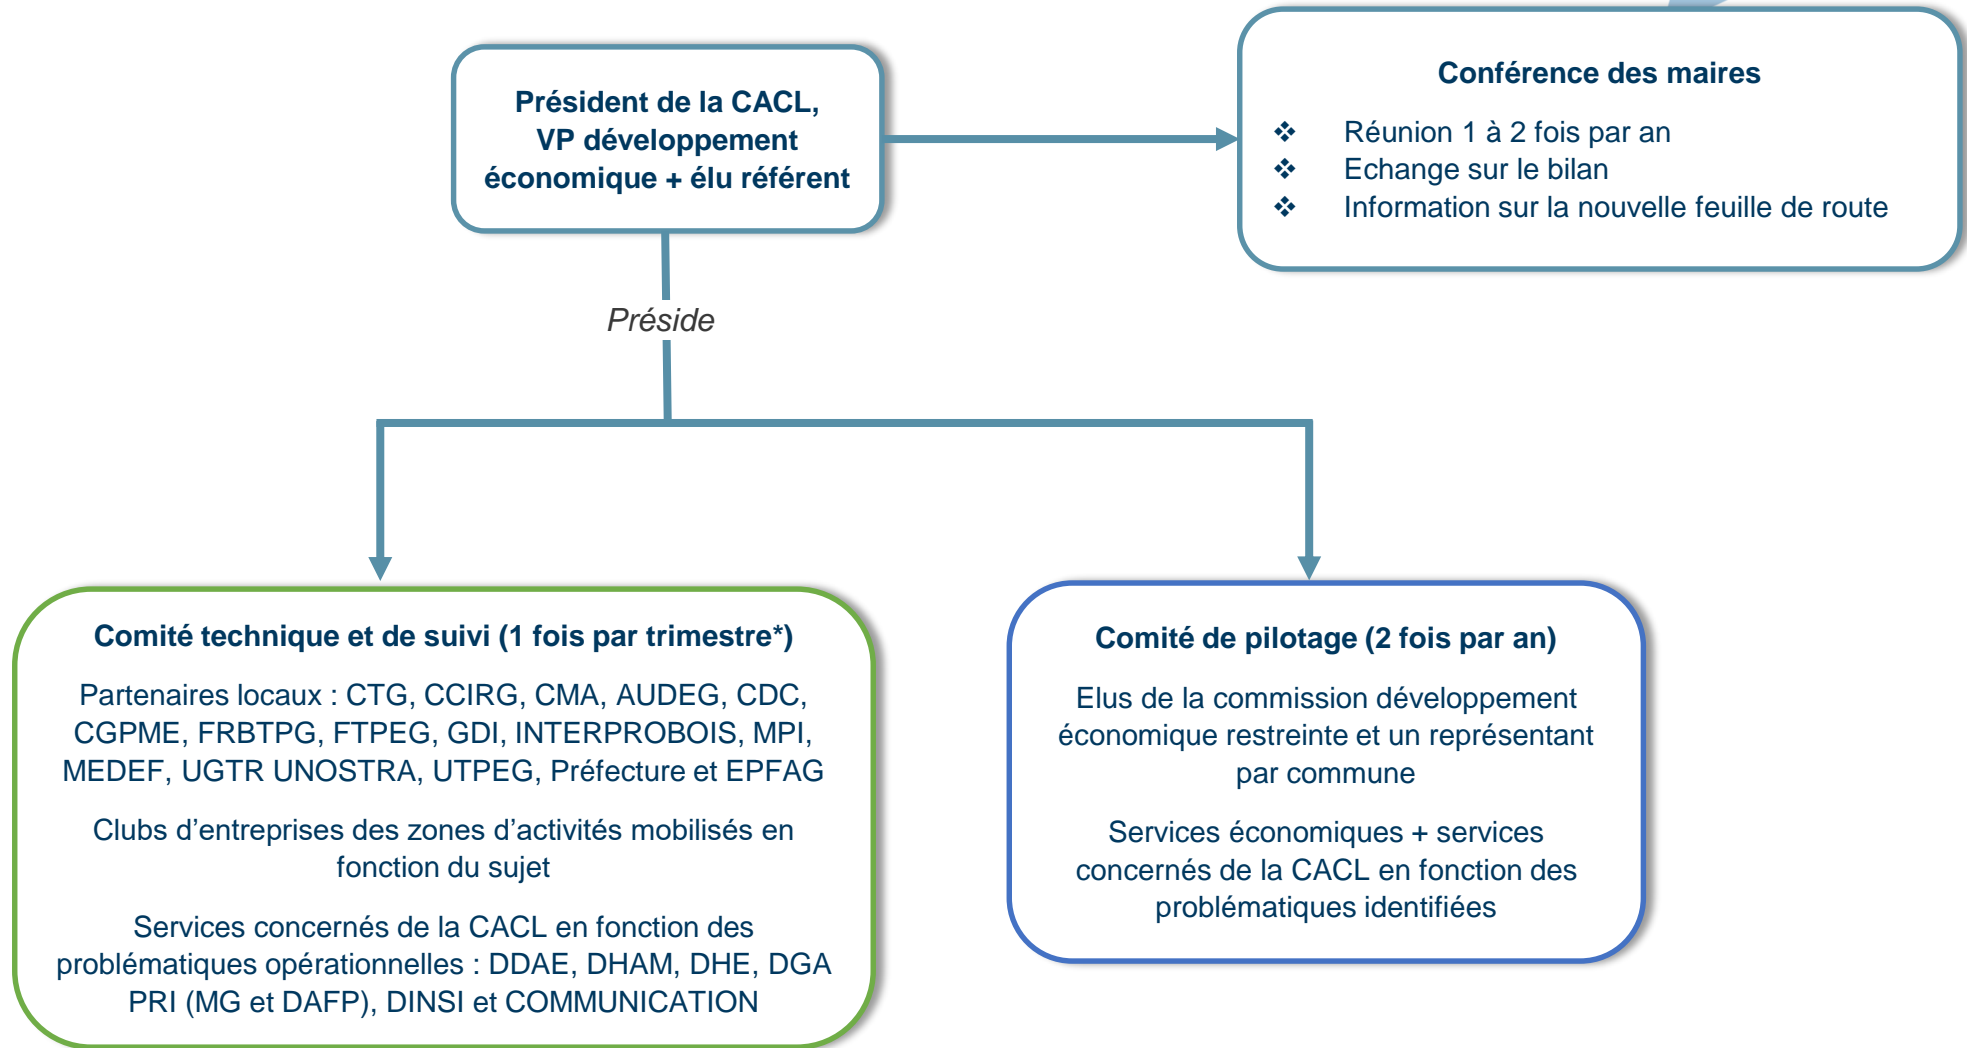 Président de la CACL,
VP développement
économique + élu référent
Conférence des maires
❖ Réunion 1 à 2 fois par an
❖ Echange sur le bilan
❖ Information sur la nouvelle feuille de route
Préside
Comité technique et de suivi (1 fois par trimestre*)
Partenaires locaux : CTG, CCIRG, CMA, AUDEG, CDC,
CGPME, FRBTPG, FTPEG, GDI, INTERPROBOIS, MPI,
MEDEF, UGTR UNOSTRA, UTPEG, Préfecture et EPFAG
Clubs d’entreprises des zones d’activités mobilisés en
fonction du sujet
Services concernés de la CACL en fonction des
problématiques opérationnelles : DDAE, DHAM, DHE, DGA
PRI (MG et DAFP), DINSI et COMMUNICATION
Comité de pilotage (2 fois par an)
Elus de la commission développement
économique restreinte et un représentant
par commune
Services économiques + services
concernés de la CACL en fonction des
problématiques identifiées